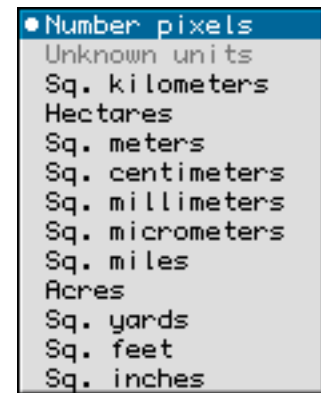 Number pixels
Unknown units
Sq. kilometers
Hectares
Sq. meters
Sq. centimeters
Sq. millimeters
Sq. micrometers
Sq. miles
Acres
Sq. yards
Sq. feet
Sq. inches